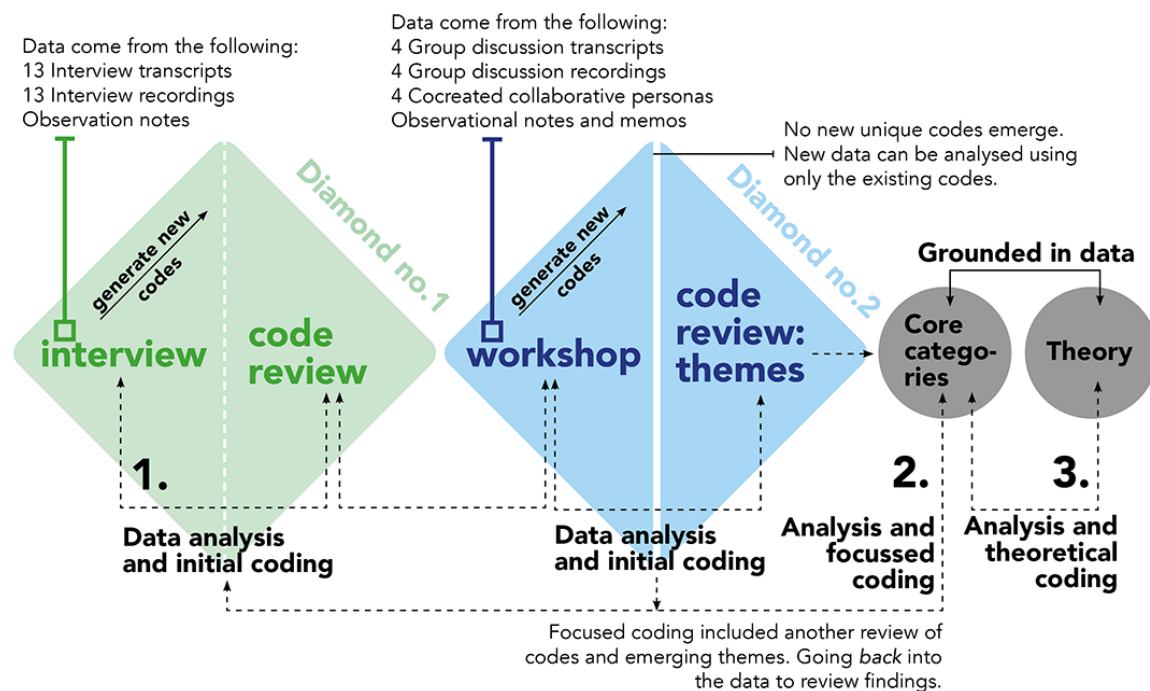 Data come from the following:
13 Interview transcripts
13 Interview recordings
Observation notes
Data come from the following:
4 Group discussion transcripts
4 Group discussion recordings
4 Cocreated collaborative personas
Observational notes and memos
No new unique codes emerge.
New data can be analysed using
only the existing codes.
Diamond no.1
generate new
codes
interview
code
review
Diamond no.2
generate new
codes
workshop
code
review:
themes
Grounded in data
Core
catego-
ries
Theory
1.
Data analysis
and initial coding
Data analysis
and initial coding
2.
Analysis and
focussed
coding
3.
Analysis and
theoretical
coding
Focused coding included another review of
codes and emerging themes. Going back into
the data to review findings.